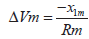 ΔVm = −x₁ₘ / Rm